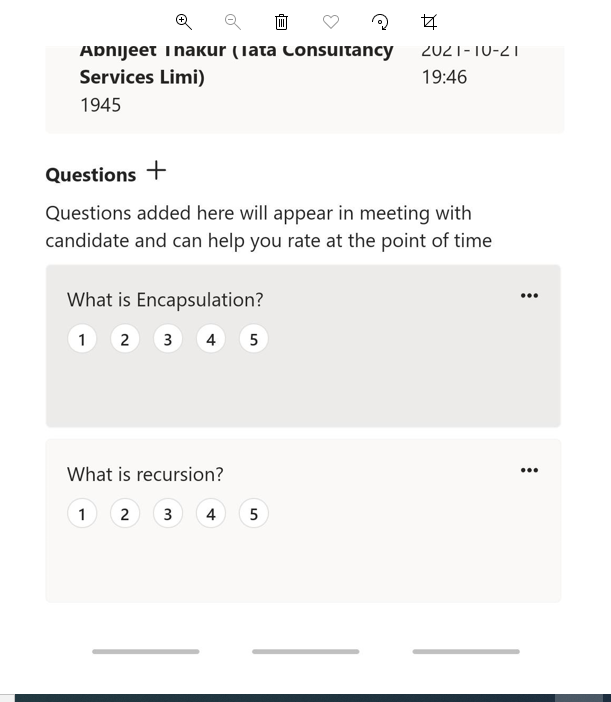 Abhijeet Thakur (Tata Consultancy
Services Limi)
1945
2021-10-21
19:46
Questions +
Questions added here will appear in meeting with
candidate and can help you rate at the point of time
What is Encapsulation?
1 2 3 4 5
What is recursion?
1 2 3 4 5